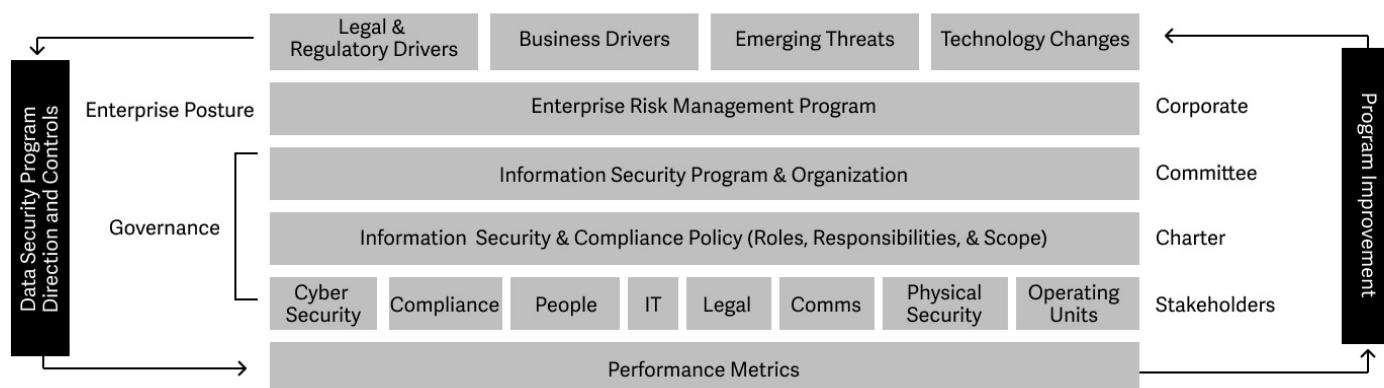 Legal &
Regulatory Drivers
Business Drivers
Emerging Threats
Technology Changes
Data Security Program
Direction and Controls
Enterprise Posture
Enterprise Risk Management Program
Corporate
Program Improvement
Information Security Program & Organization
Committee
Governance
Information Security & Compliance Policy (Roles, Responsibilities, & Scope)
Charter
Cyber
Security
Compliance
People
IT
Legal
Comms
Physical
Security
Operating
Units
Stakeholders
Performance Metrics